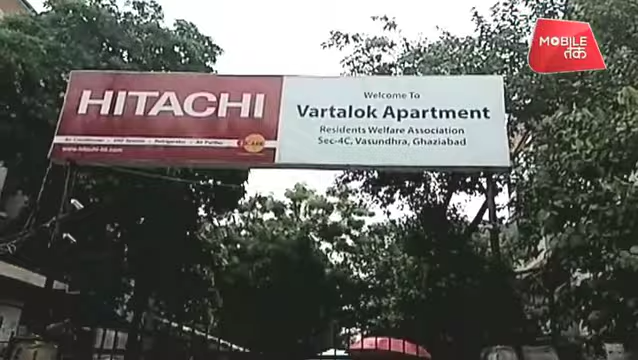 MOBILE
तक
HITACHI
Welcome To
Vartalok Apartment
Residents Welfare Association
Sec-4C, Vasundhra, Ghaziabad